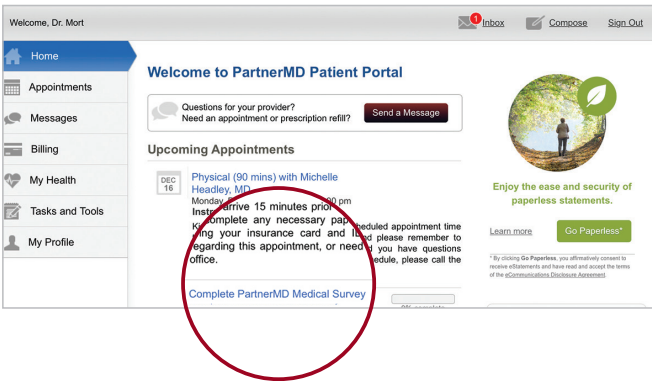 Welcome, Dr. Mort
1
Inbox
Compose
Sign Out
Home
Appointments
Messages
Billing
My Health
Tasks and Tools
My Profile
Welcome to PartnerMD Patient Portal
Questions for your provider?
Need an appointment or prescription refill?
Send a Message
Upcoming Appointments
DEC
16
Physical (90 mins) with Michelle
Headley, MD
Monday, pm
arrive 15 minutes prior scheduled appointment time
complete any necessary please remember to
your insurance card and you have questions
regarding this appointment, or need please call the
office.
Complete PartnerMD Medical Survey
Enjoy the ease and security of
paperless statements.
Learn more
Go Paperless*
* By clicking Go Paperless, you affirmatively consent to
receive eStatements and have read and accept the terms
of the eCommunications Disclosure Agreement.